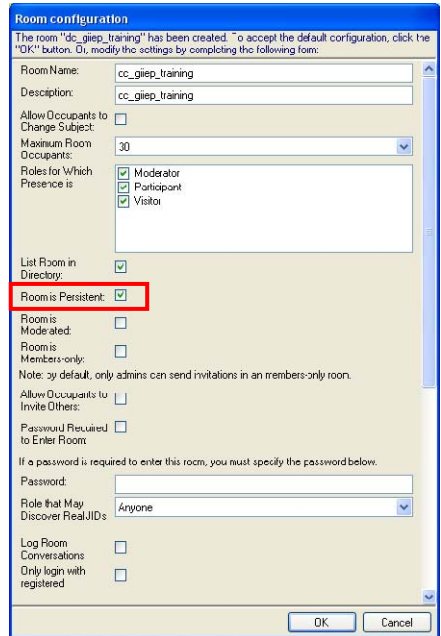 Room configuration
The room "dc_giiep_training" has been created. To accept the default configuration, click the
"OK" button. Or, modify the settings by completing the following form:
Room Name:
cc_giiep_training
Description:
cc_giiep_training
Allow Occupants to
Change Subject:
Maximum Room
Occupants:
30
Roles for Which
Presence is
Moderator
Participant
Visitor
List Room in
Directory:
Room is Persistent:
Room is
Moderated:
Room is
Members-only:
Note: by default, only admins can send invitations in an members-only room.
Allow Occupants to
Invite Others:
Password Required
to Enter Room:
If a password is required to enter this room, you must specify the password below.
Password:
Role that May
Discover Real JIDs
Anyone
Log Room
Conversations
Only login with
registered
OK
Cancel